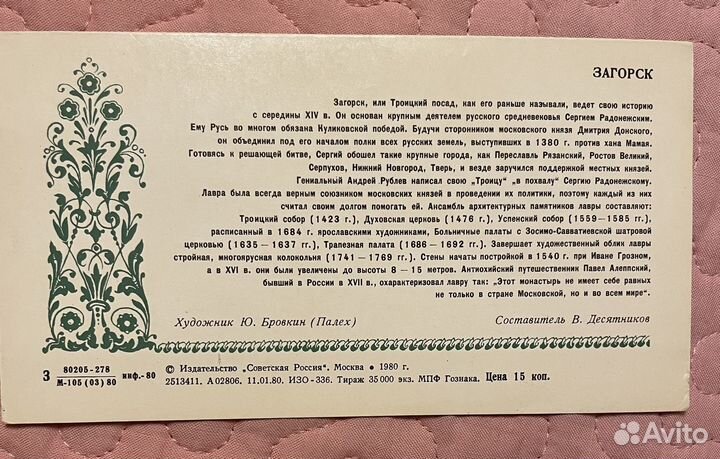 ЗАГОРСК
Загорск, или Троицкий посад, как его раньше называли, ведет свою историю
с середины XIV в. Он основан крупным деятелем русского средневековья Сергием Радонежским.
Ему Русь во многом обязана Куликовской победой. Будучи сторонником московского князя Дмитрия Донского,
он объединил под его началом полки всех русских земель, выступивших в 1380 г. против хана Мамая.
Готовясь к решающей битве, Сергий обошел такие крупные города, как Переславль Рязанский, Ростов Великий,
Серпухов, Нижний Новгород, Тверь, и везде заручился поддержкой местных князей.
Гениальный Андрей Рублев написал свою „Троицу" „в похвалу" Сергию Радонежскому.
Лавра была всегда верным союзником московских князей в проведении их политики, поэтому каждый из них
считал своим долгом помогать ей. Ансамбль архитектурных памятников лавры составляют:
Троицкий собор (1423 г.), Духовская церковь (1476 г.), Успенский собор (1559—1585 гг.),
расписанный в 1684 г. ярославскими художниками, Больничные палаты с Зосимо-Савватиевской шатровой
церковью (1635—1637 гг.), Трапезная палата (1686—1692 гг.). Завершает художественный облик лавры
стройная, многоярусная колокольня (1741—1769 гг.). Стены начаты постройкой в 1540 г. при Иване Грозном,
а в XVI в. они были увеличены до высоты 8—15 метров. Антиохийский путешественник Павел Алеппский,
бывший в России в XVII в., охарактеризовал лавру так: „Этот монастырь не имеет себе равных
не только в стране Московской, но и во всем мире".
Художник Ю. Бровкин (Палех) Составитель В. Десятников
З 80205-278 / М-105 (03) 80 инф.-80
© Издательство „Советская Россия". Москва • 1980 г.
2513411. А 02806. 11.01.80. ИЗО-336. Тираж 35 000 экз. МПФ Гознака. Цена 15 коп.
Avito